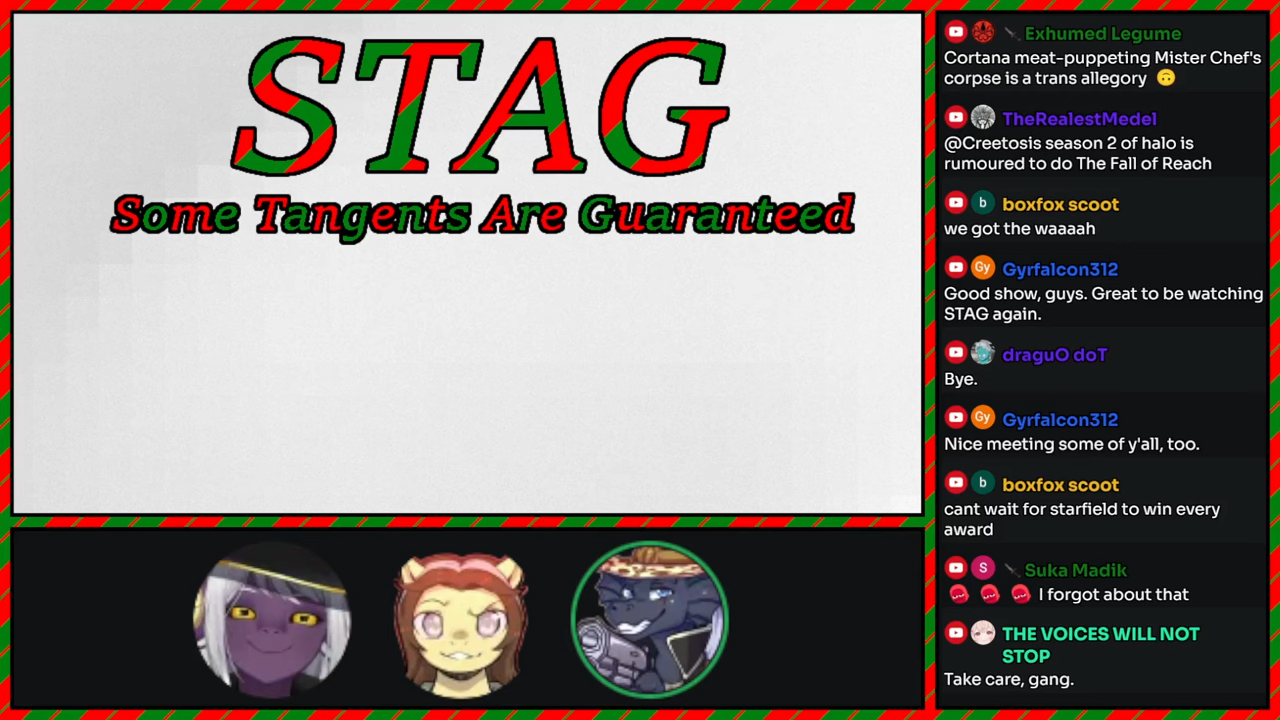 STAG
Some Tangents Are Guaranteed
Exhumed Legume
Cortana meat-puppeting Mister Chef's
corpse is a trans allegory 🙃
TheRealestMedel
@Creetosis season 2 of halo is
rumoured to do The Fall of Reach
b boxfox scoot
we got the waaaah
Gy Gyrfalcon312
Good show, guys. Great to be watching
STAG again.
draguO doT
Bye.
Gy Gyrfalcon312
Nice meeting some of y'all, too.
b boxfox scoot
cant wait for starfield to win every
award
S Suka Madik
I forgot about that
THE VOICES WILL NOT
STOP
Take care, gang.